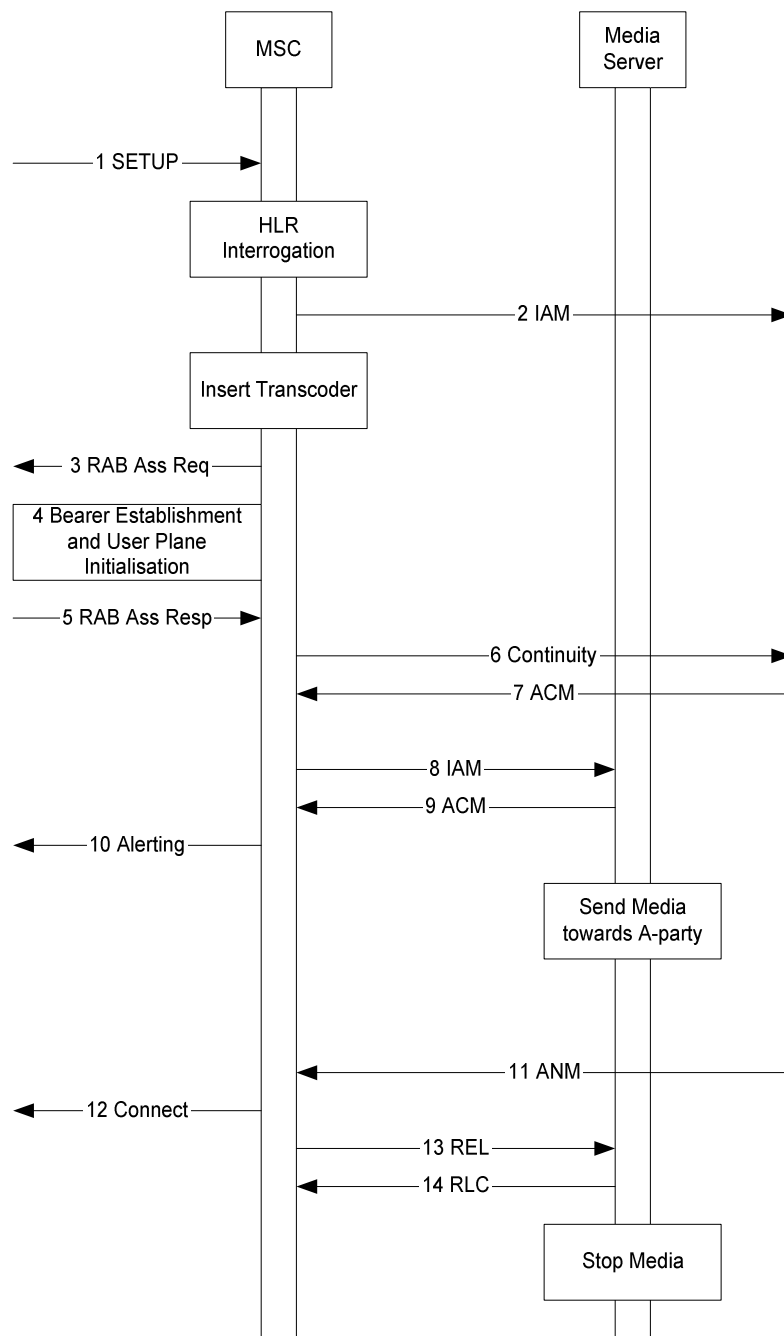 MSC
Media
Server
1 SETUP
HLR
Interrogation
2 IAM
Insert Transcoder
3 RAB Ass Req
4 Bearer Establishment
and User Plane
Initialisation
5 RAB Ass Resp
6 Continuity
7 ACM
8 IAM
9 ACM
10 Alerting
Send Media
towards A-party
11 ANM
12 Connect
13 REL
14 RLC
Stop Media